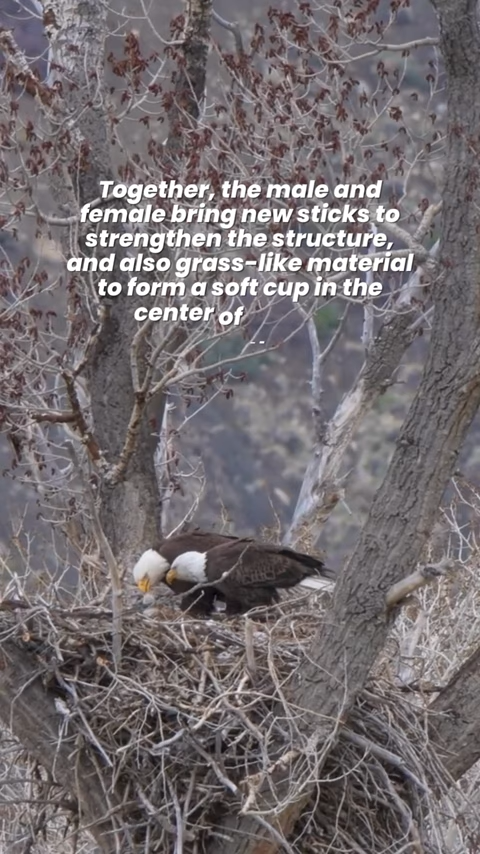 Together, the male and
female bring new sticks to
strengthen the structure,
and also grass-like material
to form a soft cup in the
center of